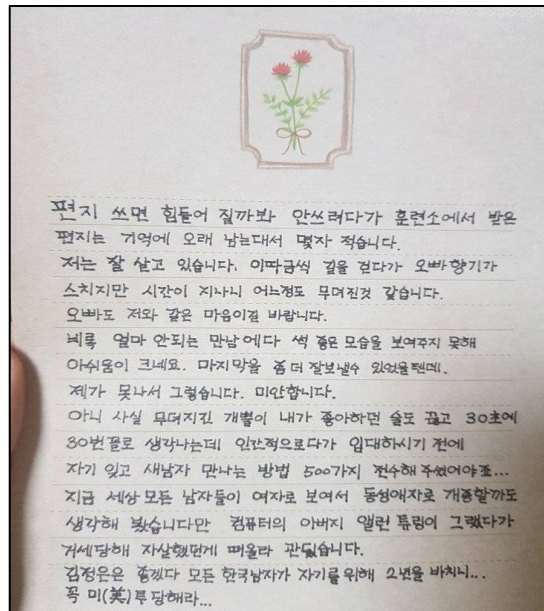 편지 쓰면 힘들어 질까봐 안쓰려다가 훈련소에서 받은
편지는 기억에 오래 남는대서 몇자 적습니다.
저는 잘 살고 있습니다. 이따금씩 길을 걷다가 오빠향기가
스치지만 시간이 지나니 어느정도 무뎌진것 같습니다.
오빠도 저와 같은 마음이길 바랍니다.
비록 얼마 안되는 만남에다 썩 좋은 모습을 보여주지 못해
아쉬움이 크네요. 마지막을 좀 더 잘보낼수 있었을텐데.
제가 못나서 그렇습니다. 미안합니다.
아니 사실 무뎌지긴 개뿔이 내가 좋아하던 술도 끊고 30초에
30번꼴로 생각나는데 인간적으로다가 입대하시기 전에
자기 잊고 새남자 만나는 방법 500가지 전수해 주셨어야죠...
지금 세상 모든 남자들이 여자로 보여서 동성애자로 개종할까도
생각해 봤습니다만 컴퓨터의 아버지 앨런 튜링이 그랬다가
거세당해 자살했던게 떠올라 관뒀습니다.
김정은은 좋겠다 모든 한국남자가 자기를위해 2년을 바치니...
꼭 미(美)투당해라...